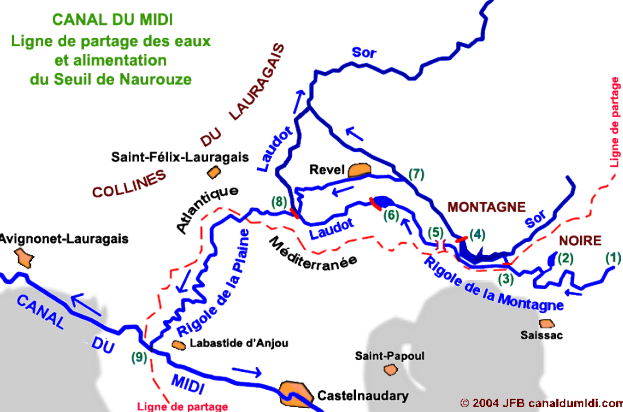 CANAL DU MIDI
Ligne de partage des eaux
et alimentation
du Seuil de Naurouze
COLLINES DU LAURAGAIS
Sor
Laudot
Ligne de partage
Saint-Félix-Lauragais
Revel
(7)
Atlantique
(8)
(6)
MONTAGNE
Sor
Laudot
(5)
(4)
NOIRE
Avignonet-Lauragais
Méditerranée
(2)
(1)
(3)
Rigole de la Plaine
Rigole de la Montagne
CANAL DU MIDI
Labastide d'Anjou
(9)
Saissac
Saint-Papoul
Castelnaudary
Ligne de partage
© 2004 JFB canaldumidi.com